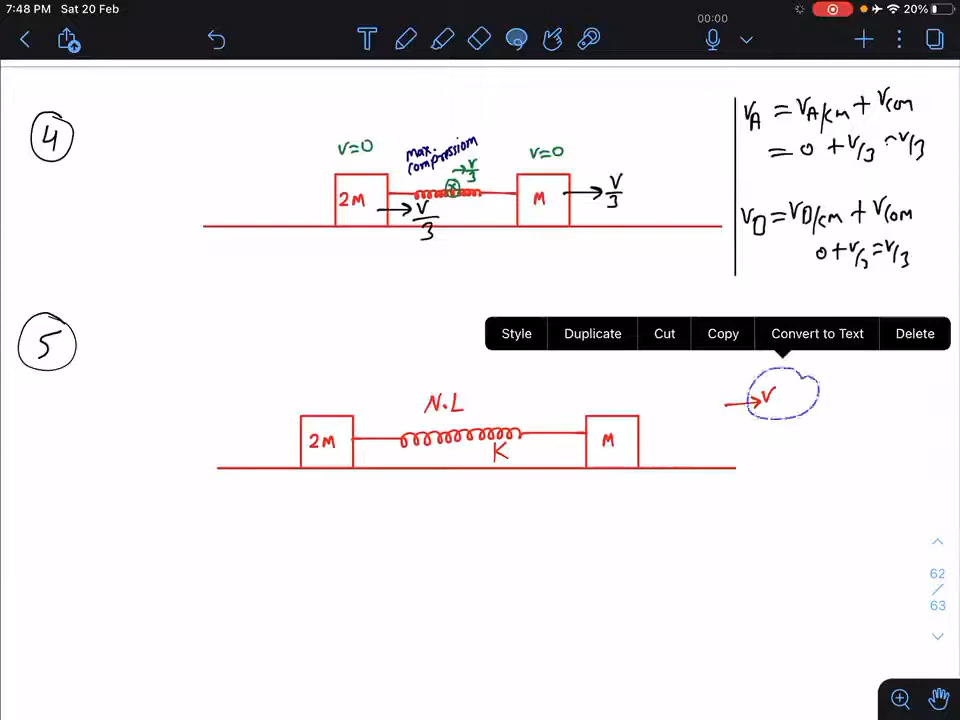 7:48 PM Sat 20 Feb
00:00
20%
T
4
v=0
max.
compression
v=0
V/3
2M
M
V/3
V/3
V_A = V_A/CM + V_COM
= 0 + V/3 = V/3
= V_D/CM + V_COM
0 + V/3 = V/3
5
Style
Duplicate
Cut
Copy
Convert to Text
Delete
N.L
V
2M
K
M
62
/
63